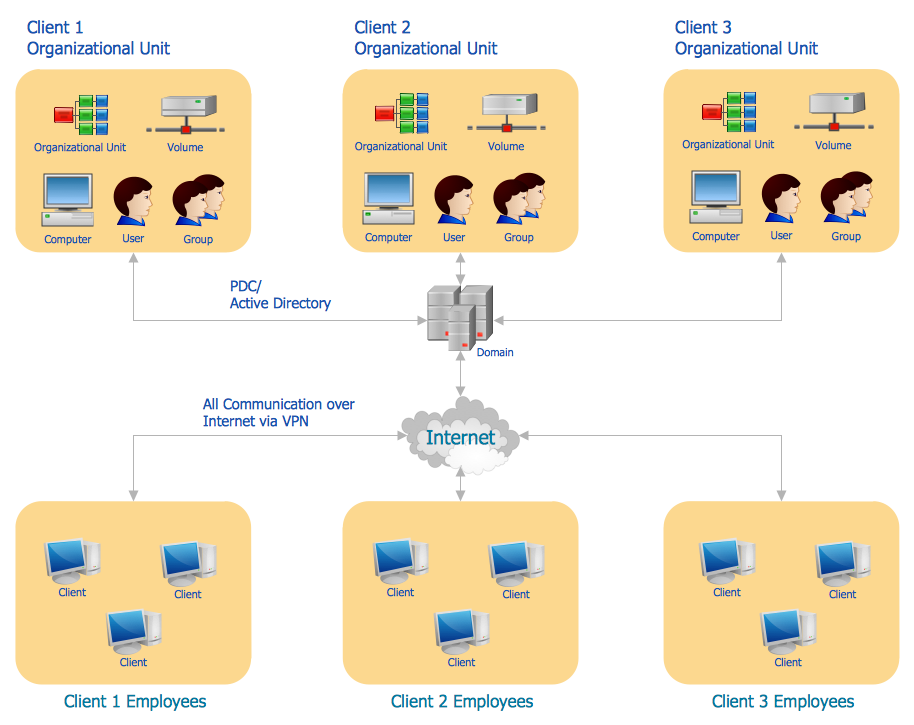 Client 1
Organizational Unit
Client 2
Organizational Unit
Client 3
Organizational Unit
Organizational Unit
Volume
Computer
User
Group
Organizational Unit
Volume
Computer
User
Group
Organizational Unit
Volume
Computer
User
Group
PDC/
Active Directory
Domain
All Communication over
Internet via VPN
Internet
Client
Client
Client
Client
Client
Client
Client
Client
Client
Client 1 Employees
Client 2 Employees
Client 3 Employees